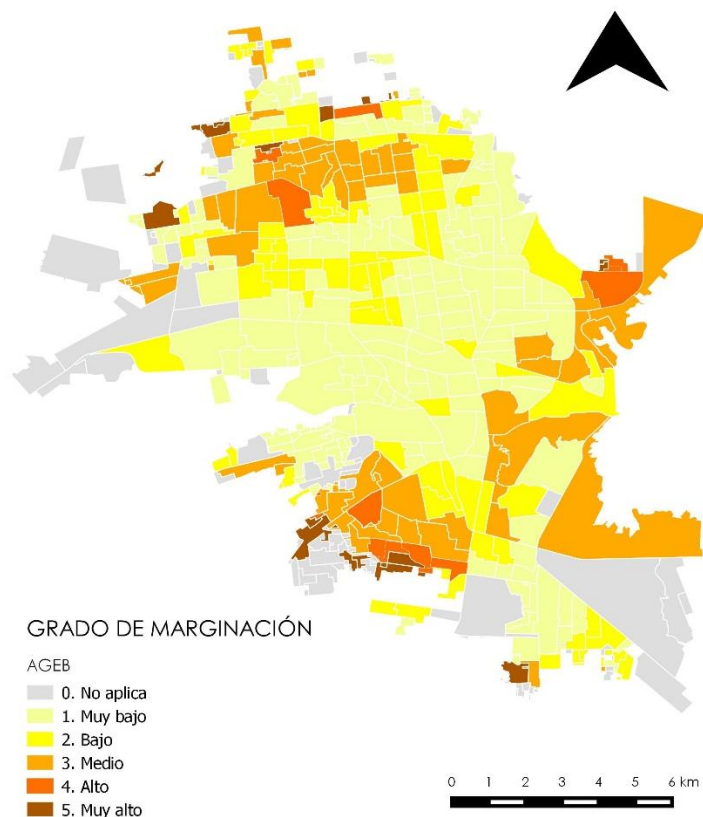 GRADO DE MARGINACIÓN
AGEB
0. No aplica
1. Muy bajo
2. Bajo
3. Medio
4. Alto
5. Muy alto
0 1 2 3 4 5 6 km